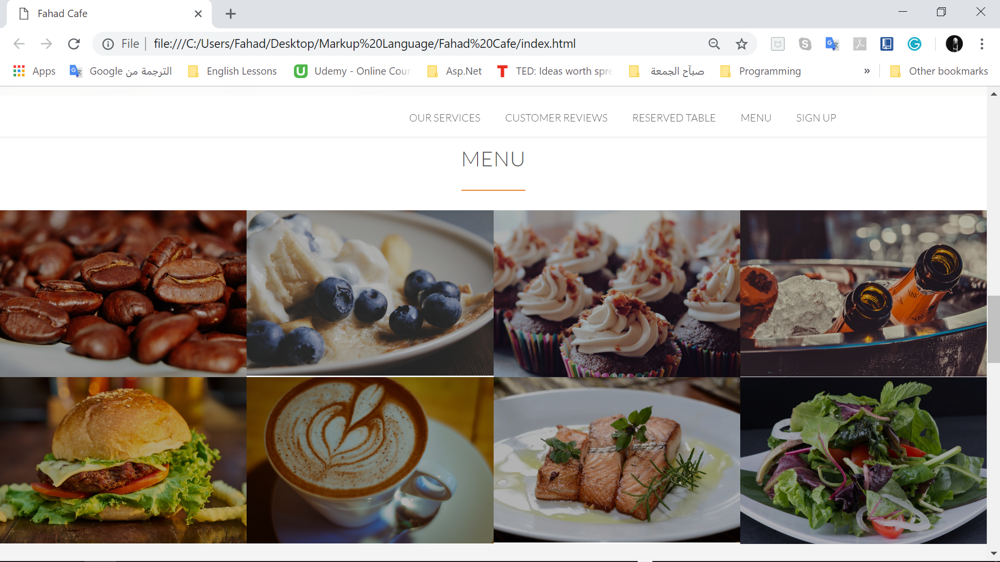 Fahad Cafe
File file:///C:/Users/Fahad/Desktop/Markup%20Language/Fahad%20Cafe/index.html
Apps Google الترجمة من English Lessons Udemy - Online Cour Asp.Net TED: Ideas worth spre صبآح الجمعة Programming » Other bookmarks
OUR SERVICES CUSTOMER REVIEWS RESERVED TABLE MENU SIGN UP
MENU